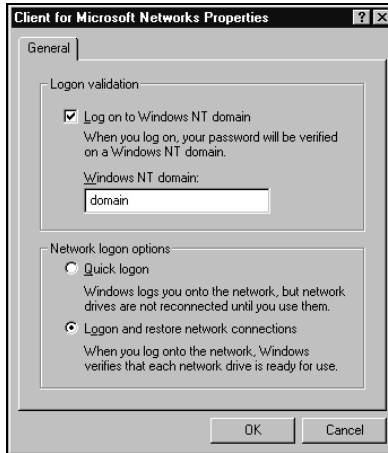 Client for Microsoft Networks Properties
General
Logon validation
Log on to Windows NT domain
When you log on, your password will be verified
on a Windows NT domain.
Windows NT domain:
domain
Network logon options
Quick logon
Windows logs you onto the network, but network
drives are not reconnected until you use them.
Logon and restore network connections
When you log onto the network, Windows
verifies that each network drive is ready for use.
OK
Cancel